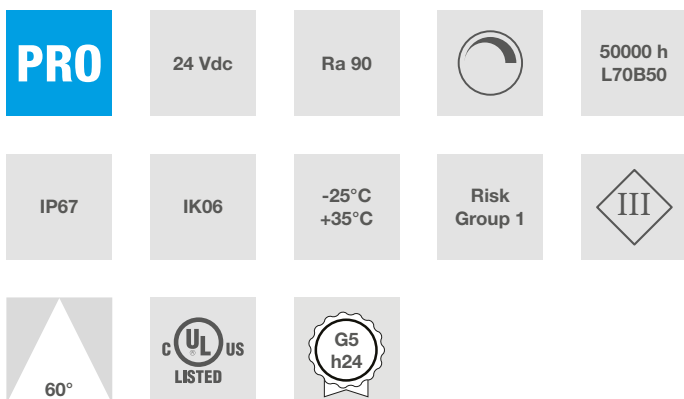 PRO
24 Vdc
Ra 90
50000 h
L70B50
IP67
IK06
-25°C
+35°C
Risk
Group 1
III
60°
c UL US
®
LISTED
G5
h24